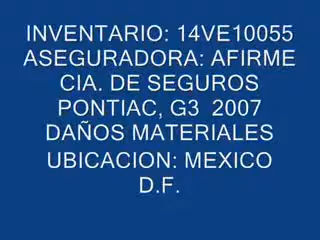 INVENTARIO: 14VE10055
ASEGURADORA: AFIRME
CIA. DE SEGUROS
PONTIAC, G3  2007
DAÑOS MATERIALES
UBICACION: MEXICO
D.F.